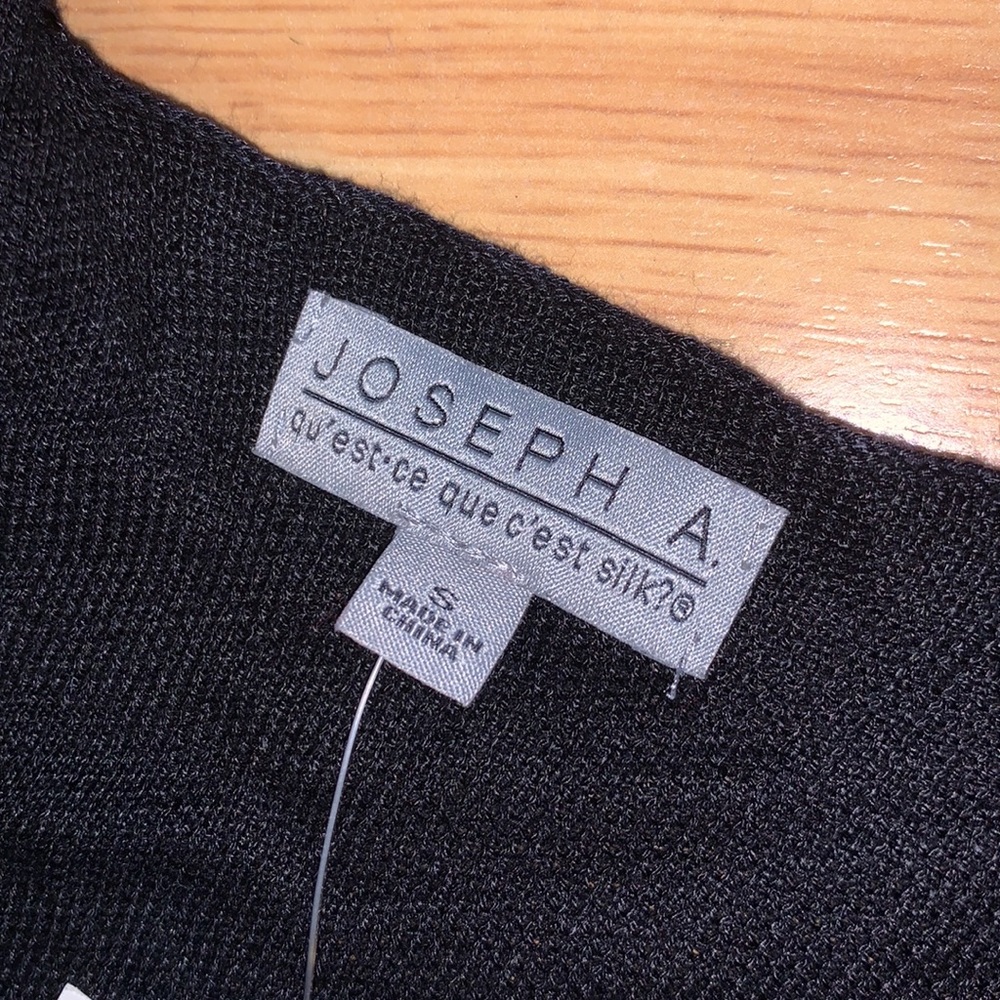 JOSEPH A.
qu'est·ce que c'est silk?®
S
MADE IN
CHINA